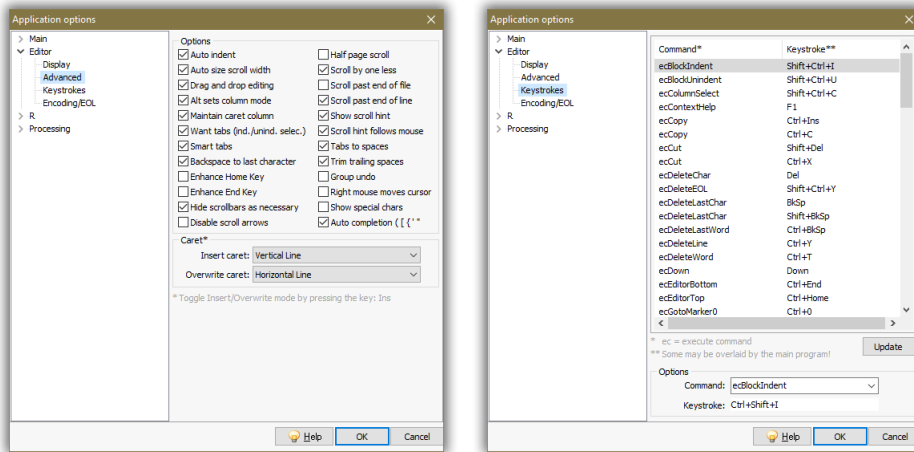 Application options
Main
Editor
Display
Advanced
Keystrokes
Encoding/EOL
R
Processing
Options
Auto indent
Auto size scroll width
Drag and drop editing
Alt sets column mode
Maintain caret column
Want tabs (ind./unind. selec.)
Smart tabs
Backspace to last character
Enhance Home Key
Enhance End Key
Hide scrollbars as necessary
Disable scroll arrows
Half page scroll
Scroll by one less
Scroll past end of file
Scroll past end of line
Show scroll hint
Scroll hint follows mouse
Tabs to spaces
Trim trailing spaces
Group undo
Right mouse moves cursor
Show special chars
Auto completion ( [ { ' "
Caret*
Insert caret: Vertical Line
Overwrite caret: Horizontal Line
* Toggle Insert/Overwrite mode by pressing the key: Ins
Help OK Cancel
Application options
Main
Editor
Display
Advanced
Keystrokes
Encoding/EOL
R
Processing
Command* Keystroke**
ecBlockIndent Shift+Ctrl+I
ecBlockUnindent Shift+Ctrl+U
ecColumnSelect Shift+Ctrl+C
ecContextHelp F1
ecCopy Ctrl+Ins
ecCopy Ctrl+C
ecCut Shift+Del
ecCut Ctrl+X
ecDeleteChar Del
ecDeleteEOL Shift+Ctrl+Y
ecDeleteLastChar BkSp
ecDeleteLastChar Shift+BkSp
ecDeleteLastWord Ctrl+BkSp
ecDeleteLine Ctrl+Y
ecDeleteWord Ctrl+T
ecDown Down
ecEditorBottom Ctrl+End
ecEditorTop Ctrl+Home
ecGotoMarker0 Ctrl+0
* ec = execute command
** Some may be overlaid by the main program!
Update
Options
Command: ecBlockIndent
Keystroke: Ctrl+Shift+I
Help OK Cancel